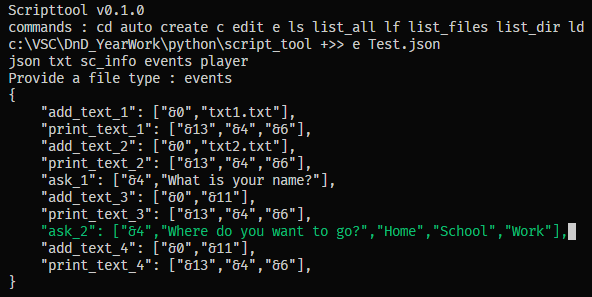 Scripttool v0.1.0
commands : cd auto create c edit e ls list_all lf list_files list_dir ld
c:\VSC\DnD_YearWork\python\script_tool +>> e Test.json
json txt sc_info events player
Provide a file type : events
{
    "add_text_1": ["&0","txt1.txt"],
    "print_text_1": ["&13","&4","&6"],
    "add_text_2": ["&0","txt2.txt"],
    "print_text_2": ["&13","&4","&6"],
    "ask_1": ["&4","What is your name?"],
    "add_text_3": ["&0","&11"],
    "print_text_3": ["&13","&4","&6"],
    "ask_2": ["&4","Where do you want to go?","Home","School","Work"],
    "add_text_4": ["&0","&11"],
    "print_text_4": ["&13","&4","&6"],
}